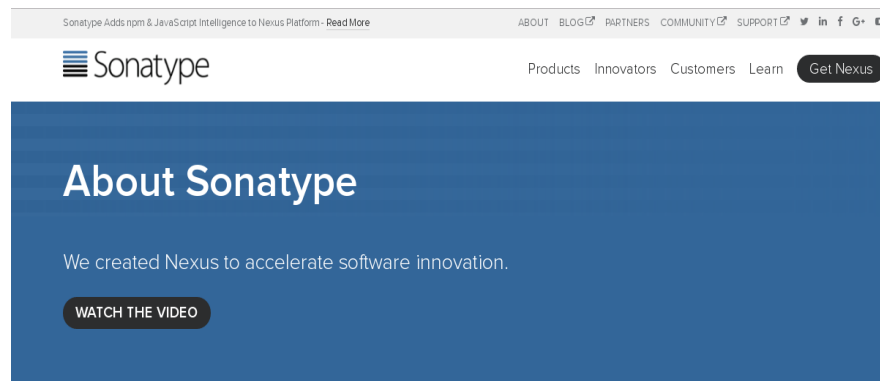 Sonatype Adds npm & JavaScript Intelligence to Nexus Platform - Read More
ABOUT BLOG PARTNERS COMMUNITY SUPPORT
Sonatype
Products Innovators Customers Learn Get Nexus
About Sonatype
We created Nexus to accelerate software innovation.
WATCH THE VIDEO